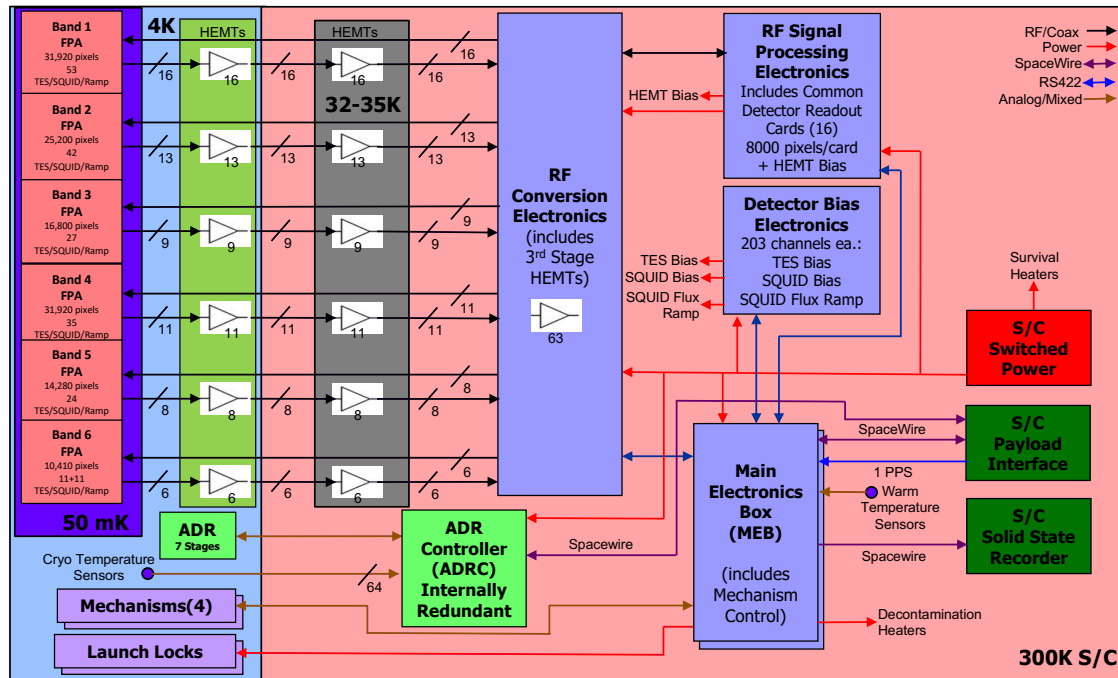 Band 1
FPA
31,920 pixels
53
TES/SQUID/Ramp
Band 2
FPA
25,200 pixels
42
TES/SQUID/Ramp
Band 3
FPA
16,800 pixels
27
TES/SQUID/Ramp
Band 4
FPA
31,920 pixels
35
TES/SQUID/Ramp
Band 5
FPA
14,280 pixels
24
TES/SQUID/Ramp
Band 6
FPA
10,410 pixels
11+11
TES/SQUID/Ramp
50 mK
4K
HEMTs
HEMTs
32-35K
16
16
16
16
16
16
13
13
13
13
13
13
9
9
9
9
9
9
11
11
11
11
11
11
8
8
8
8
8
8
6
6
6
6
6
6
RF
Conversion
Electronics
(includes
3rd Stage
HEMTs)
63
RF Signal
Processing
Electronics
Includes Common
Detector Readout
Cards (16)
8000 pixels/card
+ HEMT Bias
HEMT Bias
Detector Bias
Electronics
203 channels ea.:
TES Bias
SQUID Bias
SQUID Flux Ramp
TES Bias
SQUID Bias
SQUID Flux
Ramp
RF/Coax
Power
SpaceWire
RS422
Analog/Mixed
Survival
Heaters
S/C
Switched
Power
SpaceWire
S/C
Payload
Interface
1 PPS
Warm
Temperature
Sensors
S/C
Solid State
Recorder
Spacewire
Main
Electronics
Box
(MEB)
(includes
Mechanism
Control)
Decontamination
Heaters
300K S/C
ADR
7 Stages
ADR
Controller
(ADRC)
Internally
Redundant
Spacewire
Cryo Temperature
Sensors
64
Mechanisms(4)
Launch Locks